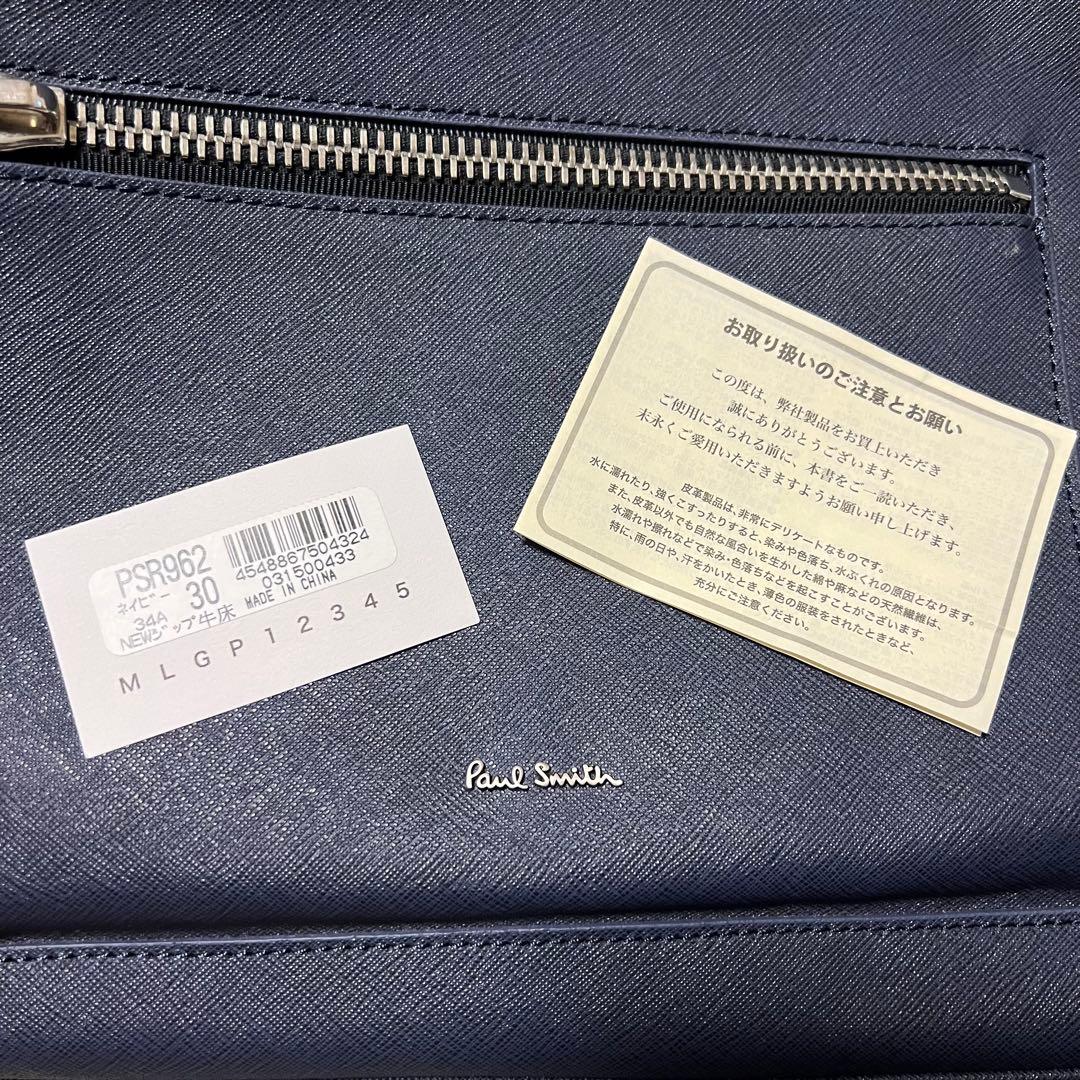 PSR962
ネイビー 30
34A
NEWジップ牛床
4548867504324
031500433
MADE IN CHINA
M L G P 1 2 3 4 5
お取り扱いのご注意とお願い
この度は、弊社製品をお買上いただき
誠にありがとうございます。
ご使用になられる前に、本書をご一読いただき、
末永くご愛用いただきますようお願い申し上げます。
皮革製品は、非常にデリケートなものです。
水に濡れたり、強くこすったりすると、染みや色落ち、水ぶくれの原因となります。
また、皮革以外でも自然な風合いを生かした綿や麻などの天然繊維は、
水濡れや擦れなどで染み・色落ちなどを起こすことがございます。
特に、雨の日や、汗をかいたとき、薄色の服装をされたときなど、
充分にご注意ください。
Paul Smith